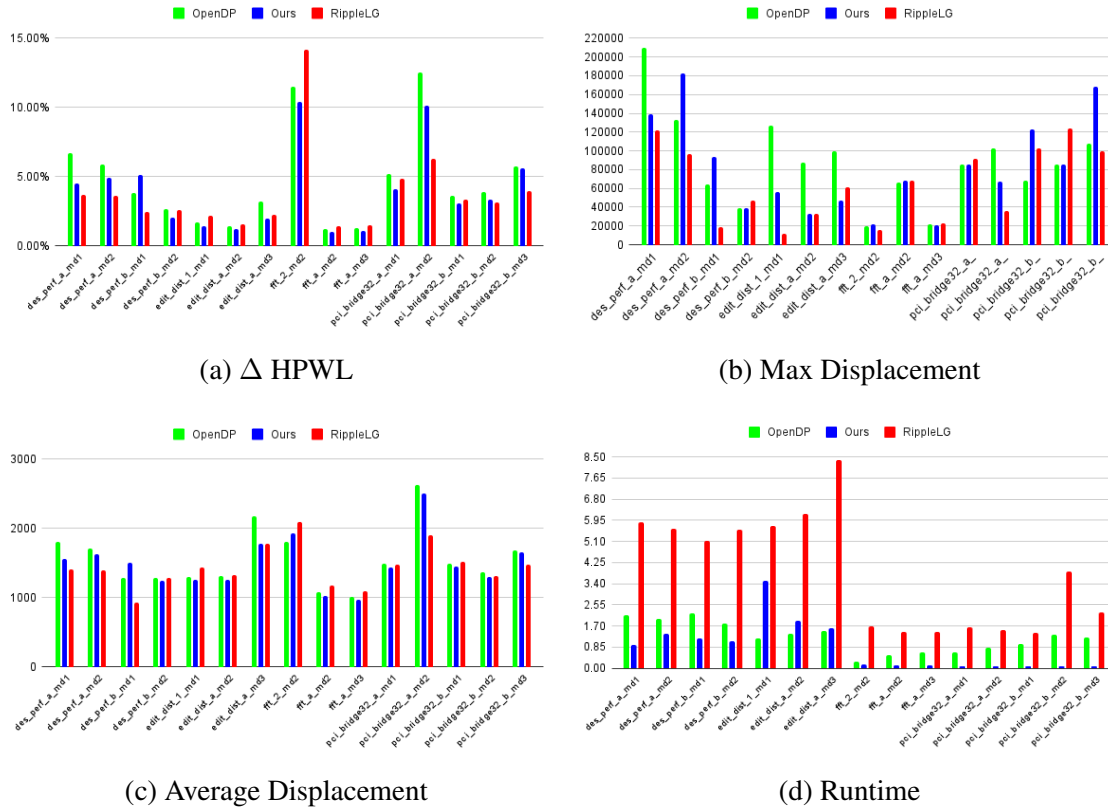 OpenDP Ours RippleLG
15.00%
10.00%
5.00%
0.00%
des_perf_a_md1
des_perf_a_md2
des_perf_b_md1
des_perf_b_md2
edit_dist_1_md1
edit_dist_a_md2
edit_dist_a_md3
fft_2_md2
fft_a_md2
fft_a_md3
pci_bridge32_a_md1
pci_bridge32_a_md2
pci_bridge32_b_md1
pci_bridge32_b_md2
pci_bridge32_b_md3
(a) Δ HPWL
OpenDP Ours RippleLG
220000
200000
180000
160000
140000
120000
100000
80000
60000
40000
20000
0
des_perf_a_md1
des_perf_a_md2
des_perf_b_md1
des_perf_b_md2
edit_dist_1_md1
edit_dist_a_md2
edit_dist_a_md3
fft_2_md2
fft_a_md2
fft_a_md3
pci_bridge32_a_
pci_bridge32_a_
pci_bridge32_b_
pci_bridge32_b_
pci_bridge32_b_
(b) Max Displacement
OpenDP Ours RippleLG
3000
2000
1000
0
des_perf_a_md1
des_perf_a_md2
des_perf_b_md1
des_perf_b_md2
edit_dist_1_md1
edit_dist_a_md2
edit_dist_a_md3
fft_2_md2
fft_a_md2
fft_a_md3
pci_bridge32_a_md1
pci_bridge32_a_md2
pci_bridge32_b_md1
pci_bridge32_b_md2
pci_bridge32_b_md3
(c) Average Displacement
OpenDP Ours RippleLG
8.50
7.65
6.80
5.95
5.10
4.25
3.40
2.55
1.70
0.85
0.00
des_perf_a_md1
des_perf_a_md2
des_perf_b_md1
des_perf_b_md2
edit_dist_1_md1
edit_dist_a_md2
edit_dist_a_md3
fft_2_md2
fft_a_md2
fft_a_md3
pci_bridge32_a_md1
pci_bridge32_a_md2
pci_bridge32_b_md1
pci_bridge32_b_md2
pci_bridge32_b_md3
(d) Runtime